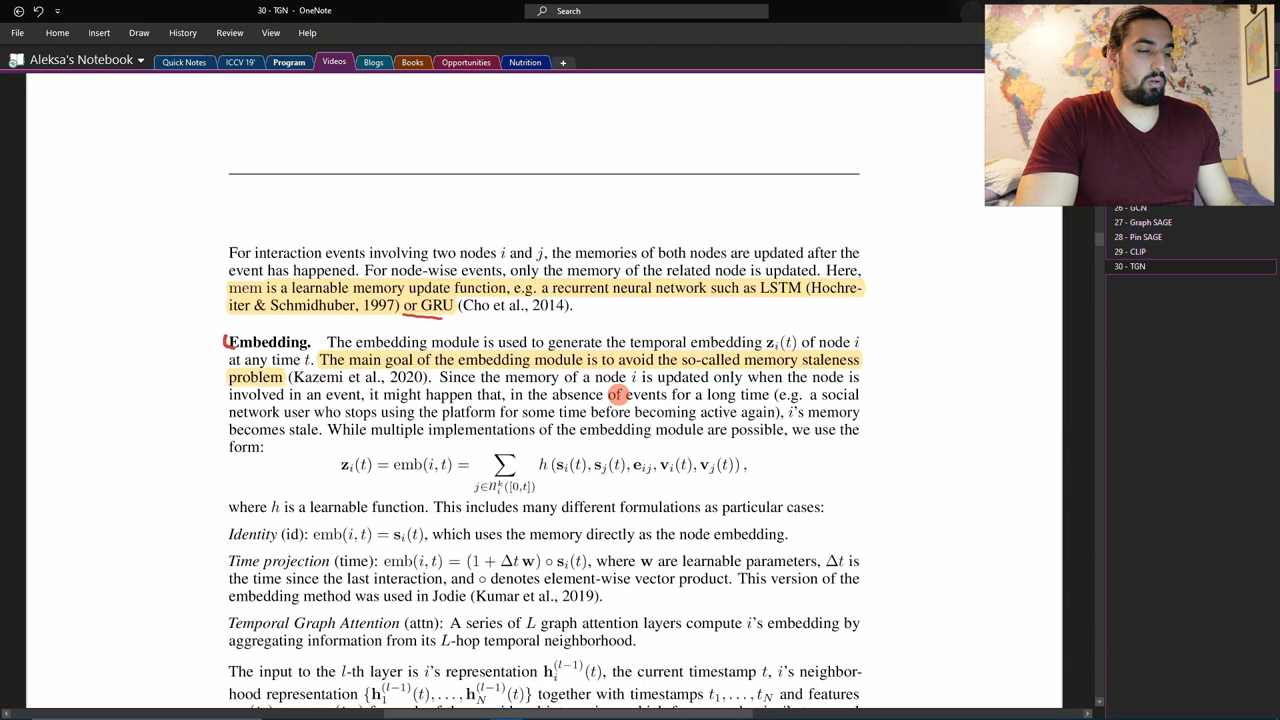 30 - TGN - OneNote
Search
File Home Insert Draw History Review View Help
Aleksa's Notebook Quick Notes ICCV 19' Program Videos Blogs Books Opportunities Nutrition
26 - GCN
27 - Graph SAGE
28 - Pin SAGE
29 - CLIP
30 - TGN
For interaction events involving two nodes i and j, the memories of both nodes are updated after the
event has happened. For node-wise events, only the memory of the related node is updated. Here,
mem is a learnable memory update function, e.g. a recurrent neural network such as LSTM (Hochre-
iter & Schmidhuber, 1997) or GRU (Cho et al., 2014).
Embedding. The embedding module is used to generate the temporal embedding z_i(t) of node i
at any time t. The main goal of the embedding module is to avoid the so-called memory staleness
problem (Kazemi et al., 2020). Since the memory of a node i is updated only when the node is
involved in an event, it might happen that, in the absence of events for a long time (e.g. a social
network user who stops using the platform for some time before becoming active again), i's memory
becomes stale. While multiple implementations of the embedding module are possible, we use the
form:
z_i(t) = emb(i, t) = ∑_{j∈n_i^k([0,t])} h (s_i(t), s_j(t), e_ij, v_i(t), v_j(t)) ,
where h is a learnable function. This includes many different formulations as particular cases:
Identity (id): emb(i, t) = s_i(t), which uses the memory directly as the node embedding.
Time projection (time): emb(i, t) = (1 + Δt w) ∘ s_i(t), where w are learnable parameters, Δt is
the time since the last interaction, and ∘ denotes element-wise vector product. This version of the
embedding method was used in Jodie (Kumar et al., 2019).
Temporal Graph Attention (attn): A series of L graph attention layers compute i's embedding by
aggregating information from its L-hop temporal neighborhood.
The input to the l-th layer is i's representation h_i^{(l−1)}(t), the current timestamp t, i's neighbor-
hood representation {h_1^{(l−1)}(t), . . . , h_N^{(l−1)}(t)} together with timestamps t_1, . . . , t_N and features